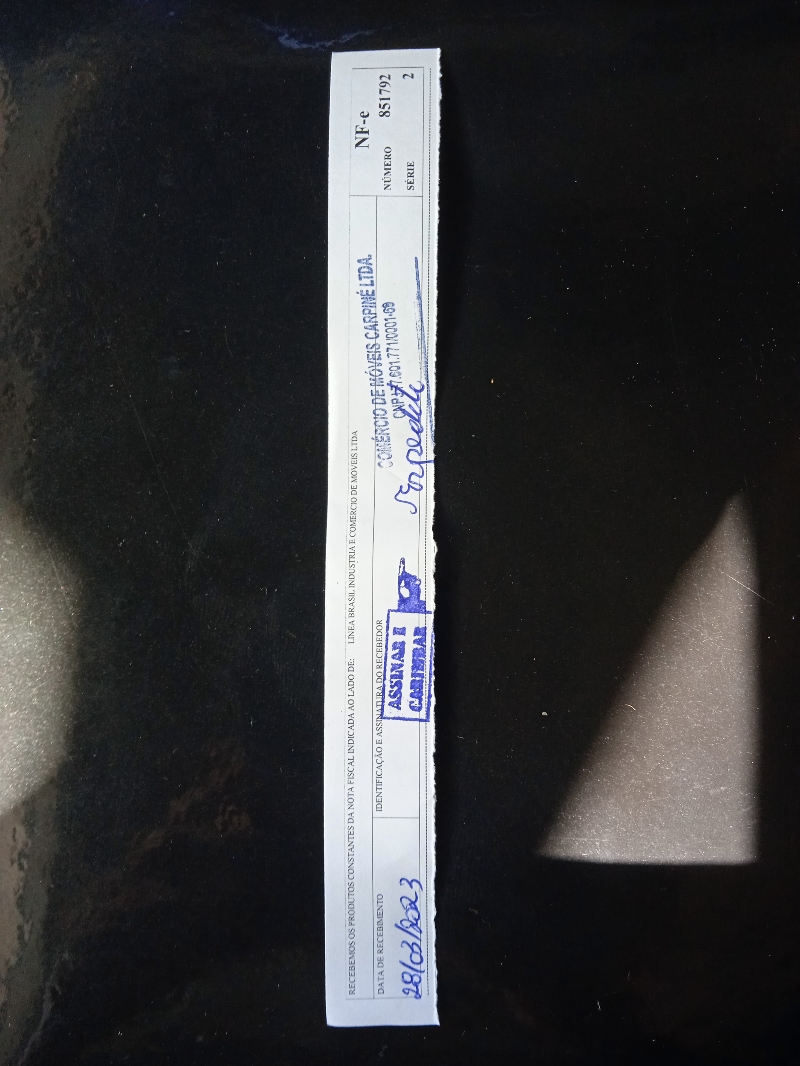 RECEBEMOS OS PRODUTOS CONSTANTES DA NOTA FISCAL INDICADA AO LADO DE: LINEA BRASIL INDUSTRIA E COMERCIO DE MOVEIS LTDA
NF-e
NÚMERO 851792
SÉRIE 2
DATA DE RECEBIMENTO
28/03/2023
IDENTIFICAÇÃO E ASSINATURA DO RECEBEDOR
ASSINAR E
CARIMBAR
COMÉRCIO DE MÓVEIS CARPINÉ LTDA.